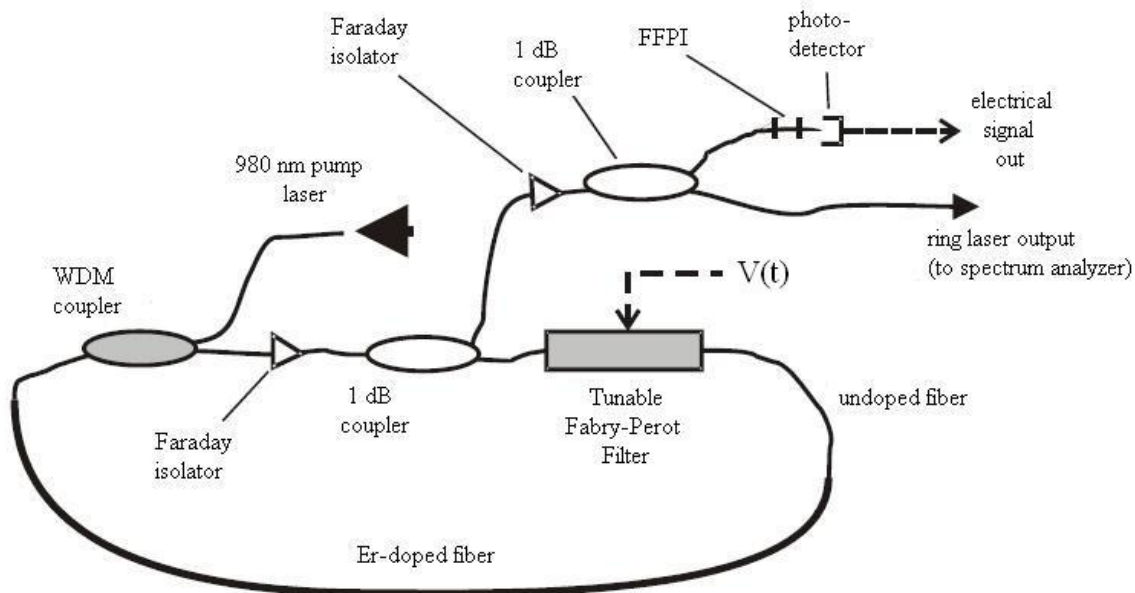 Faraday
isolator
1 dB
coupler
FFPI
photo-
detector
electrical
signal
out
980 nm pump
laser
ring laser output
(to spectrum analyzer)
WDM
coupler
V(t)
Faraday
isolator
1 dB
coupler
Tunable
Fabry-Perot
Filter
undoped fiber
Er-doped fiber